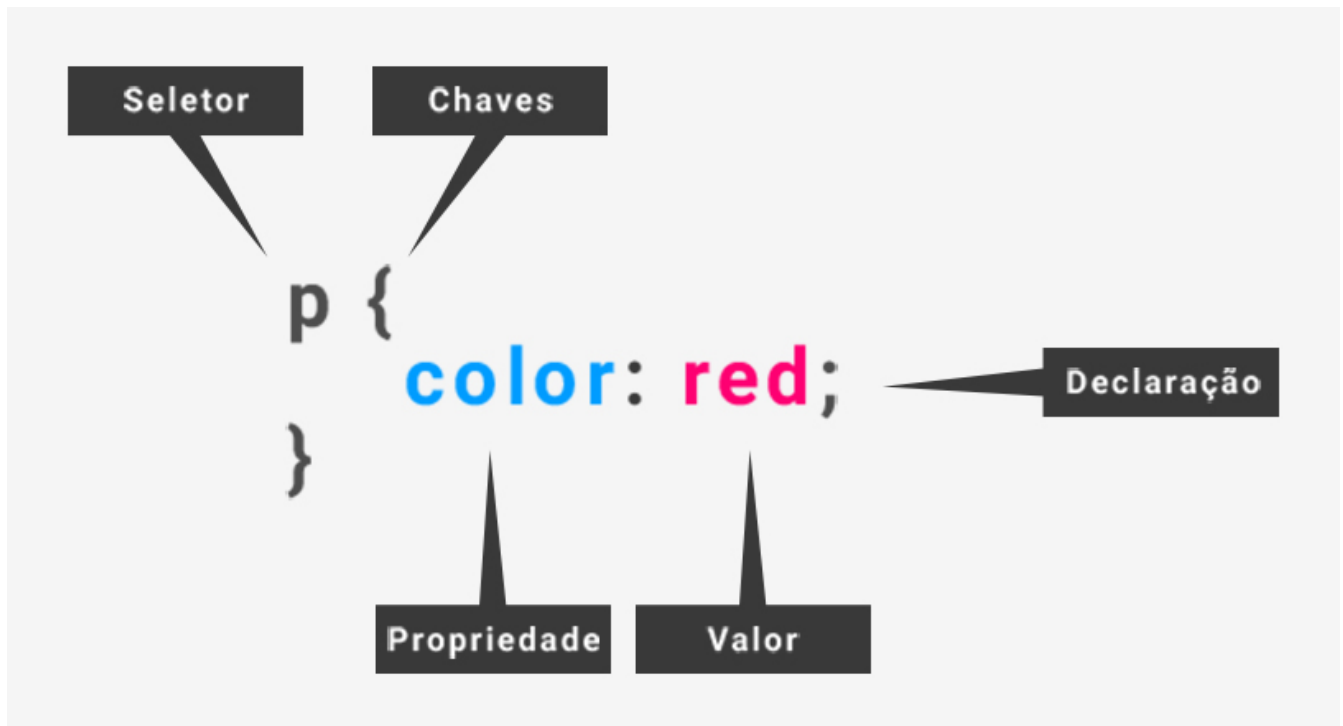 Seletor
Chaves
p {
color: red;
Declaração
}
Propriedade
Valor